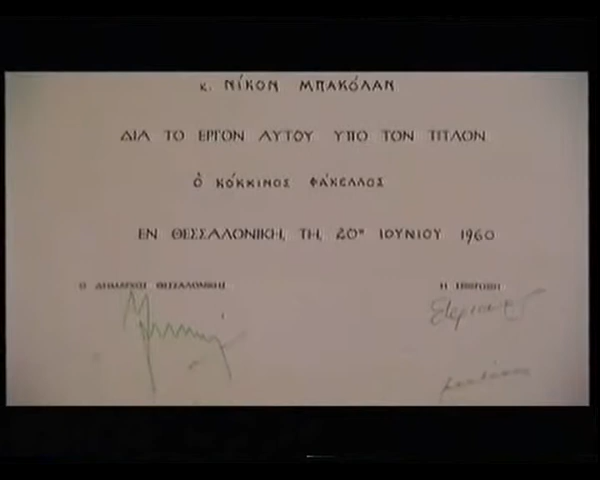 κ. ΝΙΚΟΝ ΜΠΑΚΟΛΑΝ
ΔΙΑ ΤΟ ΕΡΓΟΝ ΑΥΤΟΥ ΥΠΟ ΤΟΝ ΤΙΤΛΟΝ
Ὁ ΚΟΚΚΙΝΟΣ ΦΑΚΕΛΛΟΣ
ΕΝ ΘΕΣΣΑΛΟΝΙΚΗ, ΤΗ, 20η ΙΟΥΝΙΟΥ 1960
Ο ΔΗΜΑΡΧΟΣ ΘΕΣΣΑΛΟΝΙΚΗΣ
Η ΕΠΙΤΡΟΠΗ